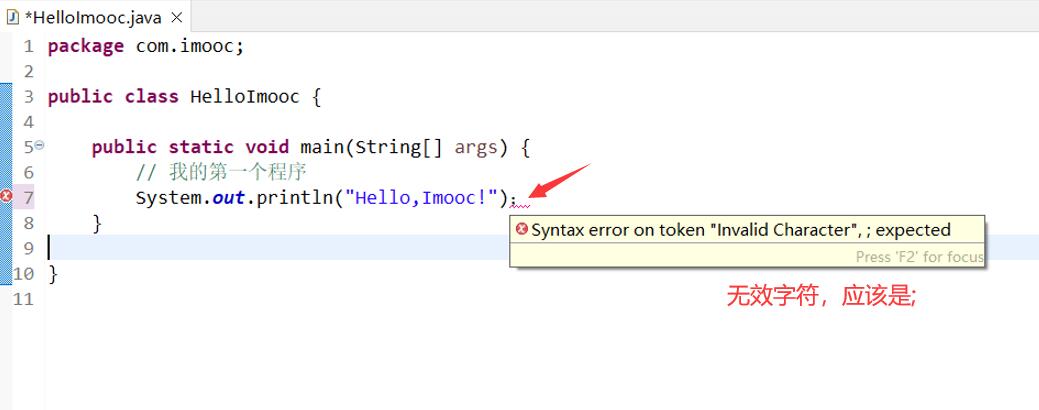 *HelloImooc.java
1 package com.imooc;
2
3 public class HelloImooc {
4
5 public static void main(String[] args) {
6 // 我的第一个程序
7 System.out.println("Hello,Imooc!");
8 }
Syntax error on token "Invalid Character", ; expected
9
Press 'F2' for focus
10 }
无效字符，应该是;
11